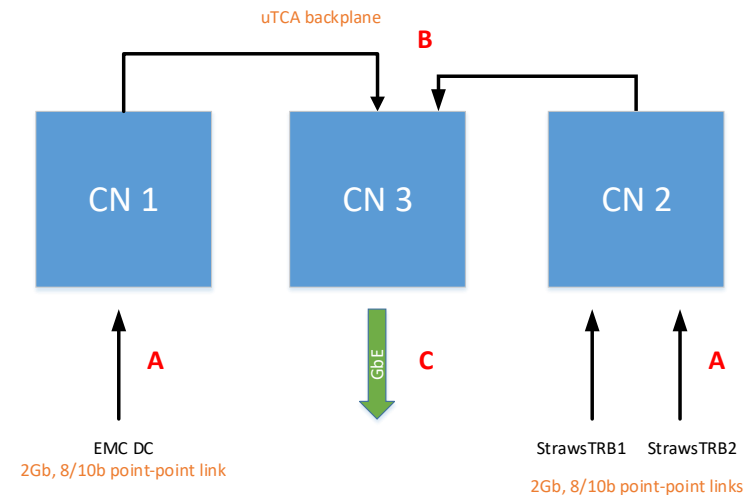 uTCA backplane
B
CN 1
CN 3
CN 2
A
GbE
C
A
EMC DC
2Gb, 8/10b point-point link
StrawsTRB1
StrawsTRB2
2Gb, 8/10b point-point links